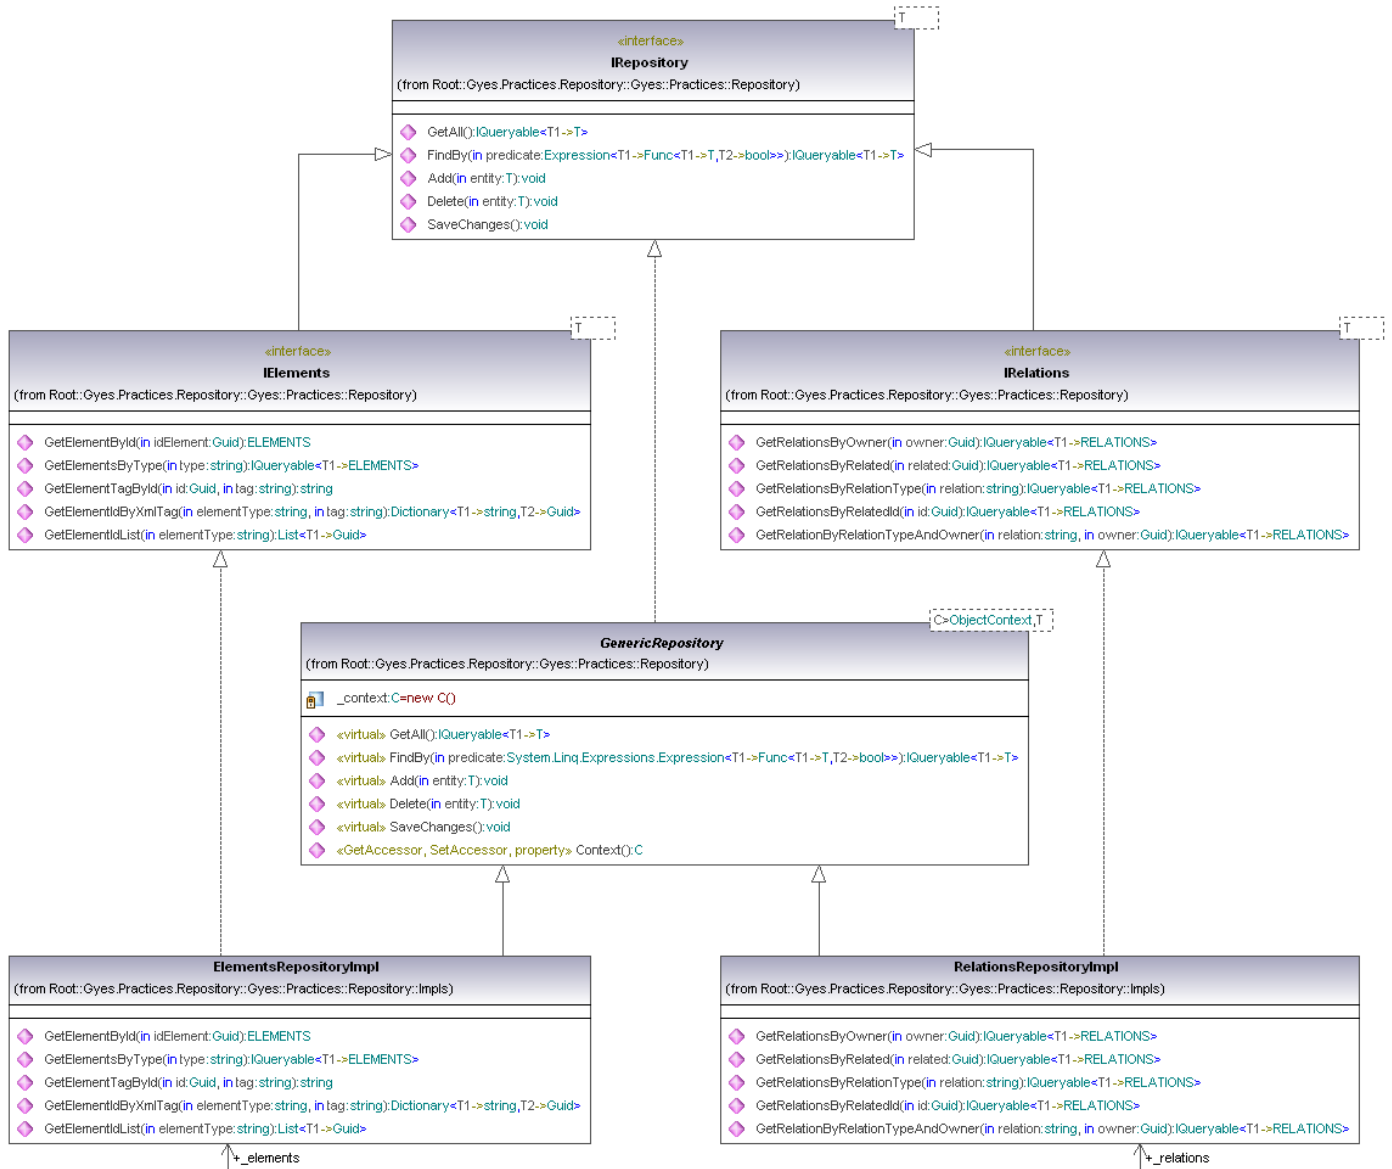 T
«interface»
IRepository
(from Root::Gyes.Practices.Repository::Gyes::Practices::Repository)
GetAll():IQueryable<T1->T>
FindBy(in predicate:Expression<T1->Func<T1->T,T2->bool>>):IQueryable<T1->T>
Add(in entity:T):void
Delete(in entity:T):void
SaveChanges():void
T
«interface»
IElements
(from Root::Gyes.Practices.Repository::Gyes::Practices::Repository)
GetElementById(in idElement:Guid):ELEMENTS
GetElementsByType(in type:string):IQueryable<T1->ELEMENTS>
GetElementTagById(in id:Guid, in tag:string):string
GetElementIdByXmlTag(in elementType:string, in tag:string):Dictionary<T1->string,T2->Guid>
GetElementIdList(in elementType:string):List<T1->Guid>
T
«interface»
IRelations
(from Root::Gyes.Practices.Repository::Gyes::Practices::Repository)
GetRelationsByOwner(in owner:Guid):IQueryable<T1->RELATIONS>
GetRelationsByRelated(in related:Guid):IQueryable<T1->RELATIONS>
GetRelationsByRelationType(in relation:string):IQueryable<T1->RELATIONS>
GetRelationsByRelatedId(in id:Guid):IQueryable<T1->RELATIONS>
GetRelationByRelationTypeAndOwner(in relation:string, in owner:Guid):IQueryable<T1->RELATIONS>
C>ObjectContext,T
GenericRepository
(from Root::Gyes.Practices.Repository::Gyes::Practices::Repository)
_context:C=new C()
«virtual» GetAll():IQueryable<T1->T>
«virtual» FindBy(in predicate:System.Linq.Expressions.Expression<T1->Func<T1->T,T2->bool>>):IQueryable<T1->T>
«virtual» Add(in entity:T):void
«virtual» Delete(in entity:T):void
«virtual» SaveChanges():void
«GetAccessor, SetAccessor, property» Context():C
ElementsRepositoryImpl
(from Root::Gyes.Practices.Repository::Gyes::Practices::Repository::Impls)
GetElementById(in idElement:Guid):ELEMENTS
GetElementsByType(in type:string):IQueryable<T1->ELEMENTS>
GetElementTagById(in id:Guid, in tag:string):string
GetElementIdByXmlTag(in elementType:string, in tag:string):Dictionary<T1->string,T2->Guid>
GetElementIdList(in elementType:string):List<T1->Guid>
+_elements
RelationsRepositoryImpl
(from Root::Gyes.Practices.Repository::Gyes::Practices::Repository::Impls)
GetRelationsByOwner(in owner:Guid):IQueryable<T1->RELATIONS>
GetRelationsByRelated(in related:Guid):IQueryable<T1->RELATIONS>
GetRelationsByRelationType(in relation:string):IQueryable<T1->RELATIONS>
GetRelationsByRelatedId(in id:Guid):IQueryable<T1->RELATIONS>
GetRelationByRelationTypeAndOwner(in relation:string, in owner:Guid):IQueryable<T1->RELATIONS>
+_relations